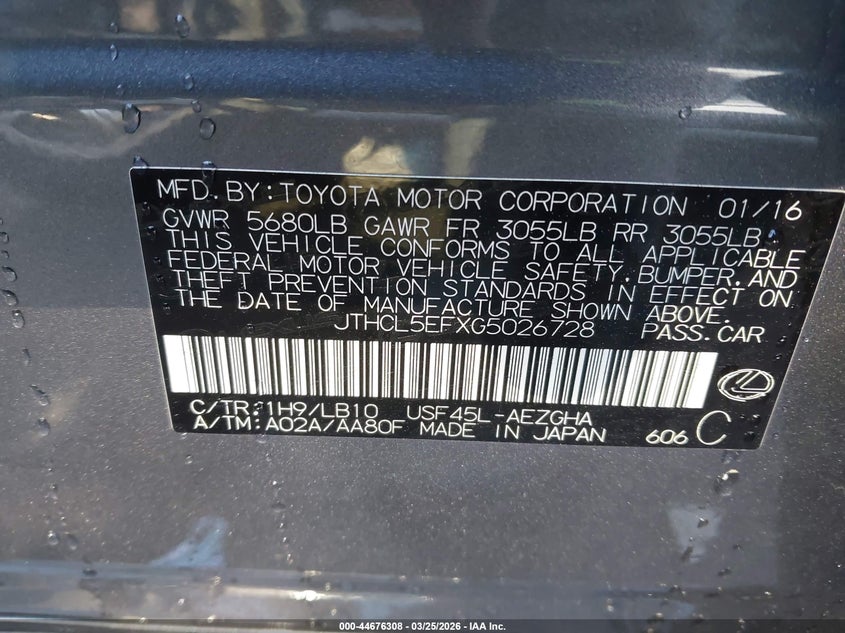 MFD. BY: TOYOTA MOTOR CORPORATION 01/16
GVWR 5680LB GAWR FR 3055LB RR 3055LB
THIS VEHICLE CONFORMS TO ALL APPLICABLE
FEDERAL MOTOR VEHICLE SAFETY, BUMPER, AND
THEFT PREVENTION STANDARDS IN EFFECT ON
THE DATE OF MANUFACTURE SHOWN ABOVE.
JTHCL5EFXG5026728 PASS. CAR
C/TR: 1H9/LB10 USF45L-AEZGHA
A/TM: A02A/AA80F MADE IN JAPAN 606 C
000-44676308 - 03/25/2026 - IAA Inc.